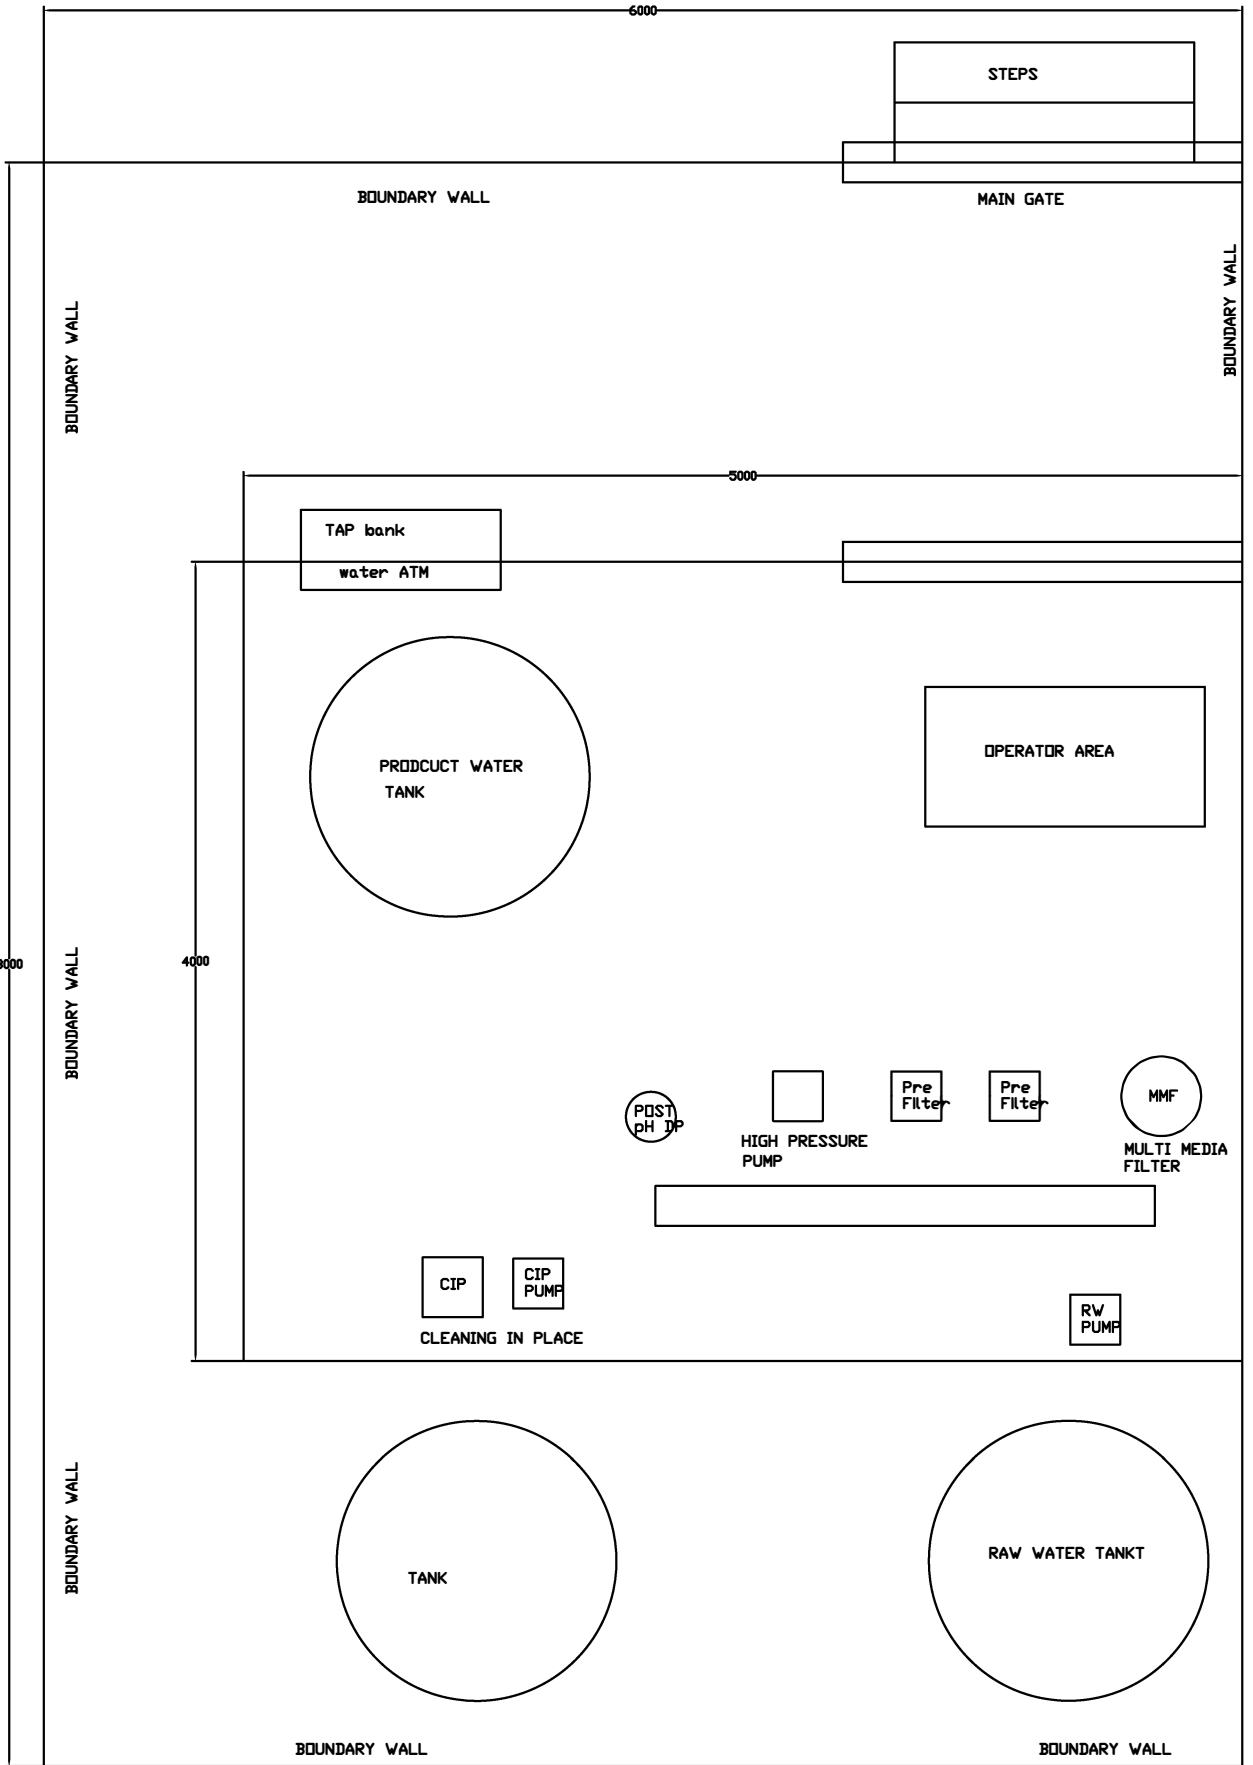 6000
STEPS
BOUNDARY WALL
MAIN GATE
BOUNDARY WALL
BOUNDARY WALL
5000
TAP bank
water ATM
PRODCUCT WATER
TANK
OPERATOR AREA
BOUNDARY WALL
4000
POST
pH DP
HIGH PRESSURE
PUMP
Pre
Filter
Pre
Filter
MMF
MULTI MEDIA
FILTER
CIP
CIP
PUMP
CLEANING IN PLACE
RW
PUMP
BOUNDARY WALL
TANK
RAW WATER TANKT
BOUNDARY WALL
BOUNDARY WALL